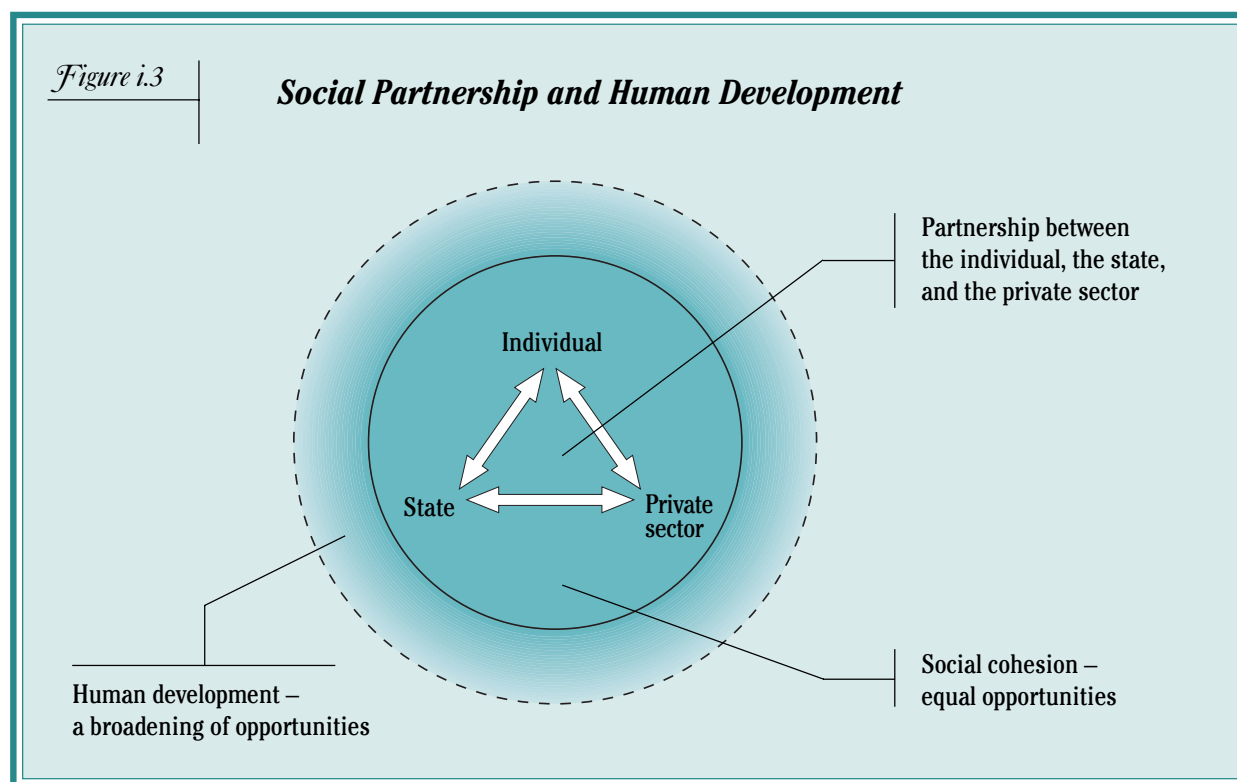 Figure i.3
Social Partnership and Human Development
Partnership between
the individual, the state,
and the private sector
Individual
State
Private
sector
Social cohesion –
equal opportunities
Human development –
a broadening of opportunities